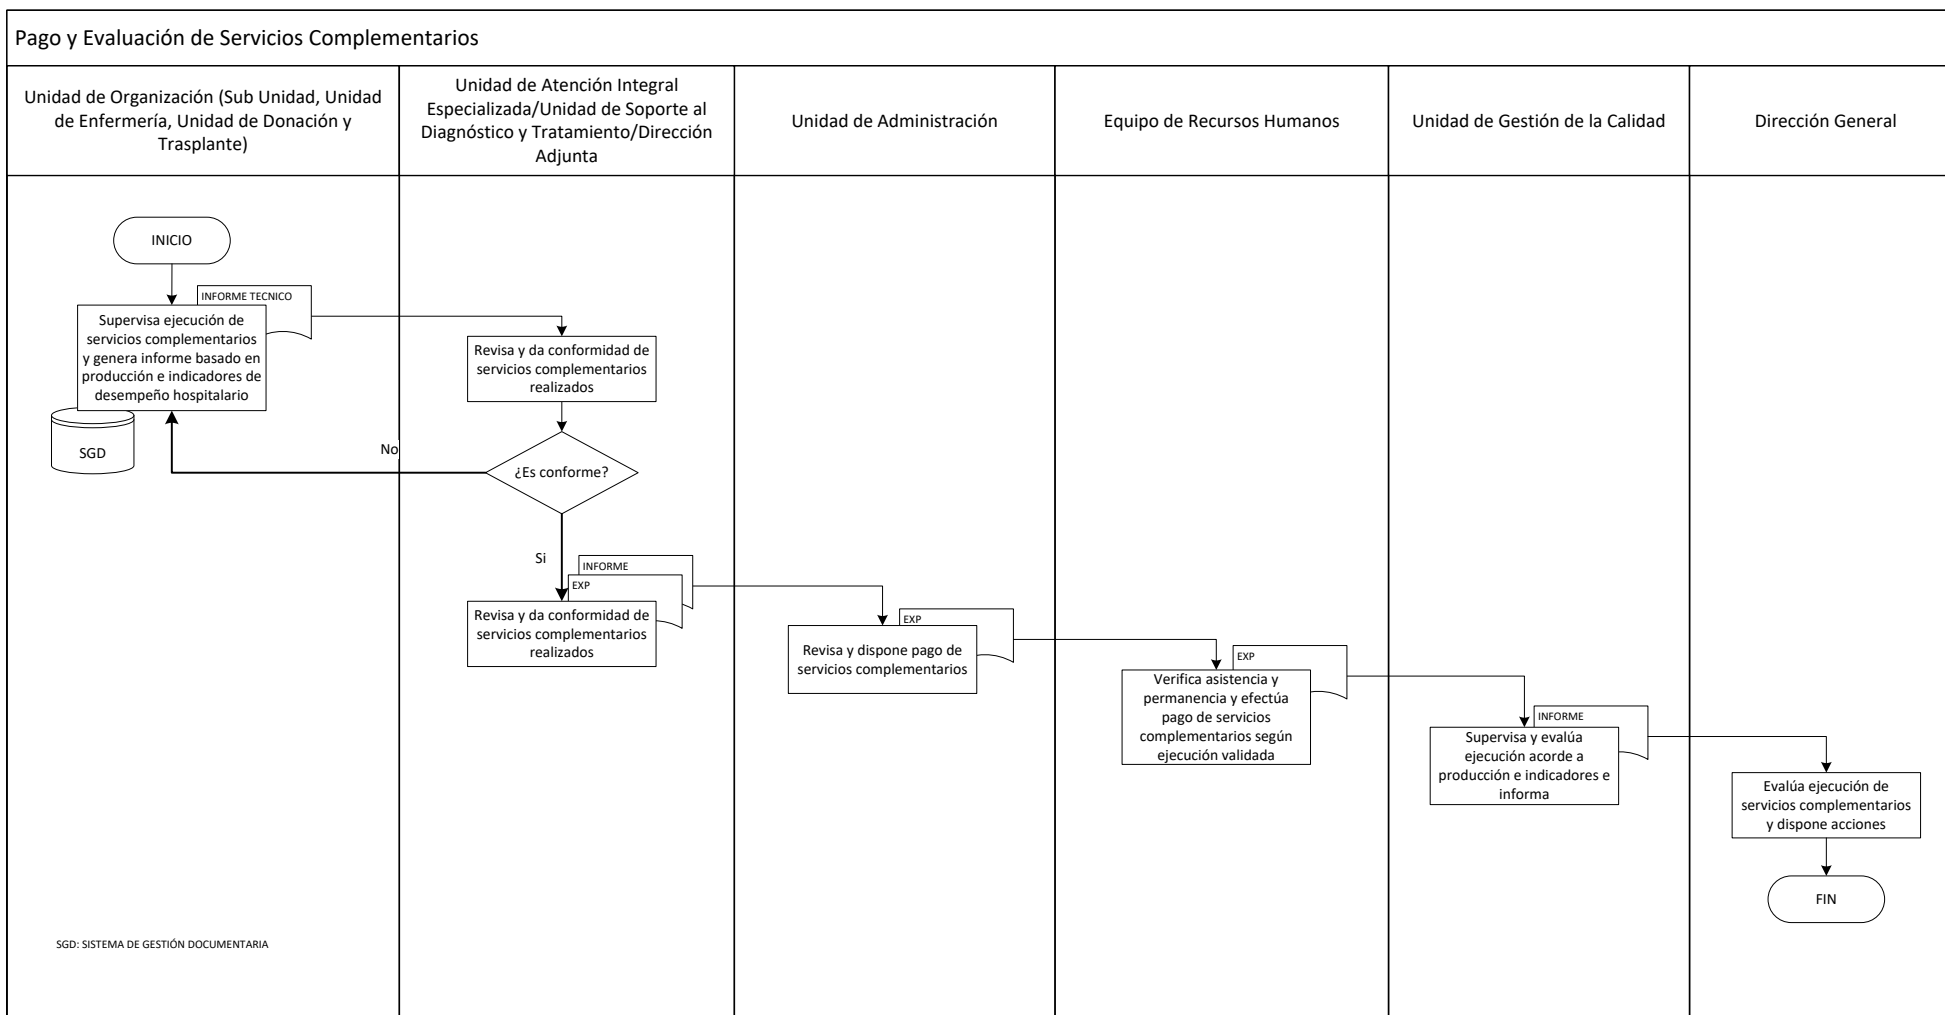 Pago y Evaluación de Servicios Complementarios
Unidad de Organización (Sub Unidad, Unidad
de Enfermería, Unidad de Donación y
Trasplante)
Unidad de Atención Integral
Especializada/Unidad de Soporte al
Diagnóstico y Tratamiento/Dirección
Adjunta
Unidad de Administración
Equipo de Recursos Humanos
Unidad de Gestión de la Calidad
Dirección General
INICIO
INFORME TECNICO
Supervisa ejecución de
servicios complementarios
y genera informe basado en
producción e indicadores de
desempeño hospitalario
SGD
Revisa y da conformidad de
servicios complementarios
realizados
No
¿Es conforme?
Si
INFORME
EXP
Revisa y da conformidad de
servicios complementarios
realizados
EXP
Revisa y dispone pago de
servicios complementarios
EXP
Verifica asistencia y
permanencia y efectúa
pago de servicios
complementarios según
ejecución validada
INFORME
Supervisa y evalúa
ejecución acorde a
producción e indicadores e
informa
Evalúa ejecución de
servicios complementarios
y dispone acciones
FIN
SGD: SISTEMA DE GESTIÓN DOCUMENTARIA